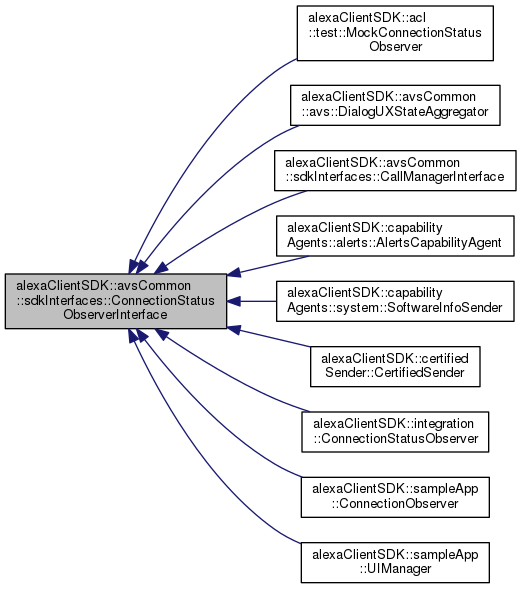 alexaClientSDK::acl
::test::MockConnectionStatus
Observer
alexaClientSDK::avsCommon
::avs::DialogUXStateAggregator
alexaClientSDK::avsCommon
::sdkInterfaces::CallManagerInterface
alexaClientSDK::capability
Agents::alerts::AlertsCapabilityAgent
alexaClientSDK::avsCommon
::sdkInterfaces::ConnectionStatus
ObserverInterface
alexaClientSDK::capability
Agents::system::SoftwareInfoSender
alexaClientSDK::certified
Sender::CertifiedSender
alexaClientSDK::integration
::ConnectionStatusObserver
alexaClientSDK::sampleApp
::ConnectionObserver
alexaClientSDK::sampleApp
::UIManager